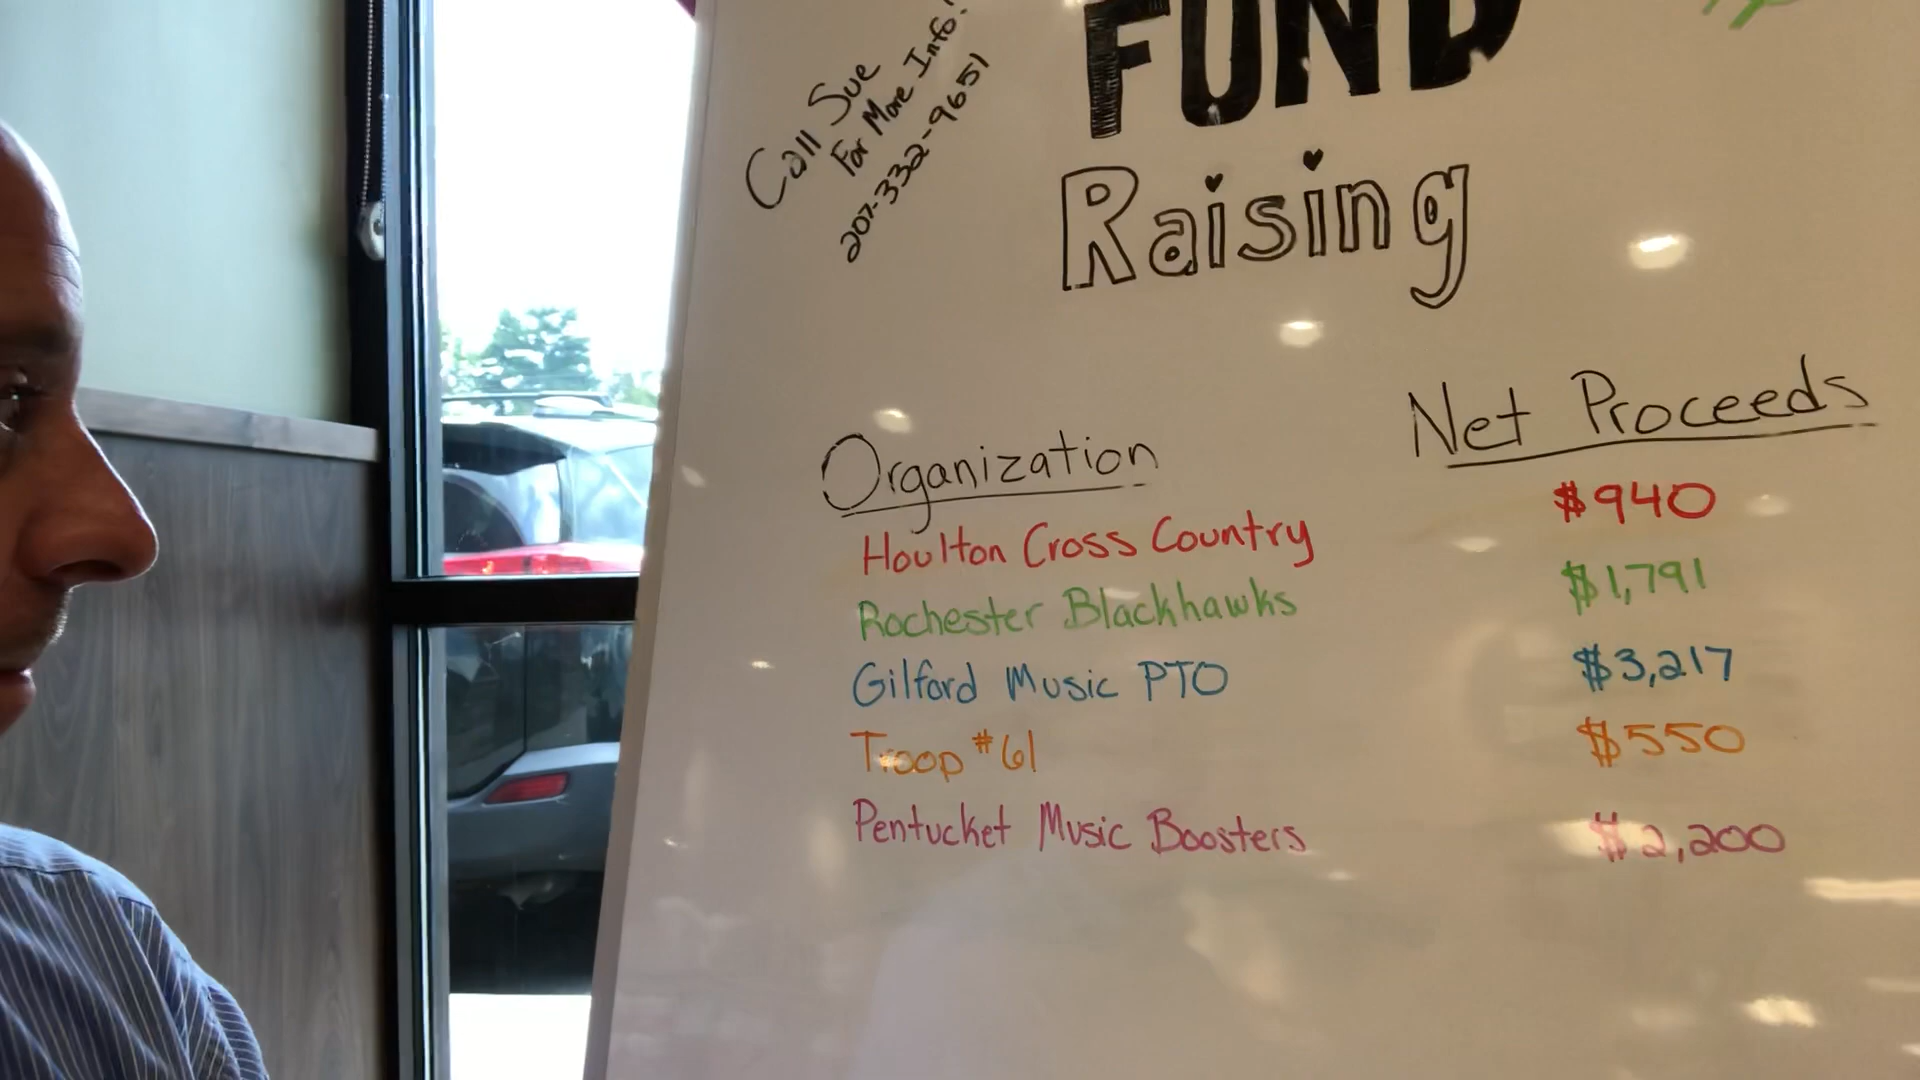 Call Sue
For More Info!
207-332-9651
FUND
Raising
Organization Net Proceeds
Houlton Cross Country $940
Rochester Blackhawks $1,791
Gilford Music PTO $3,217
Troop #61 $550
Pentucket Music Boosters $2,200